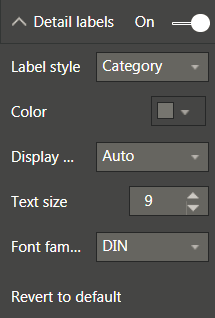 Detail labels On
Label style Category
Color
Display ... Auto
Text size 9
Font fam... DIN
Revert to default